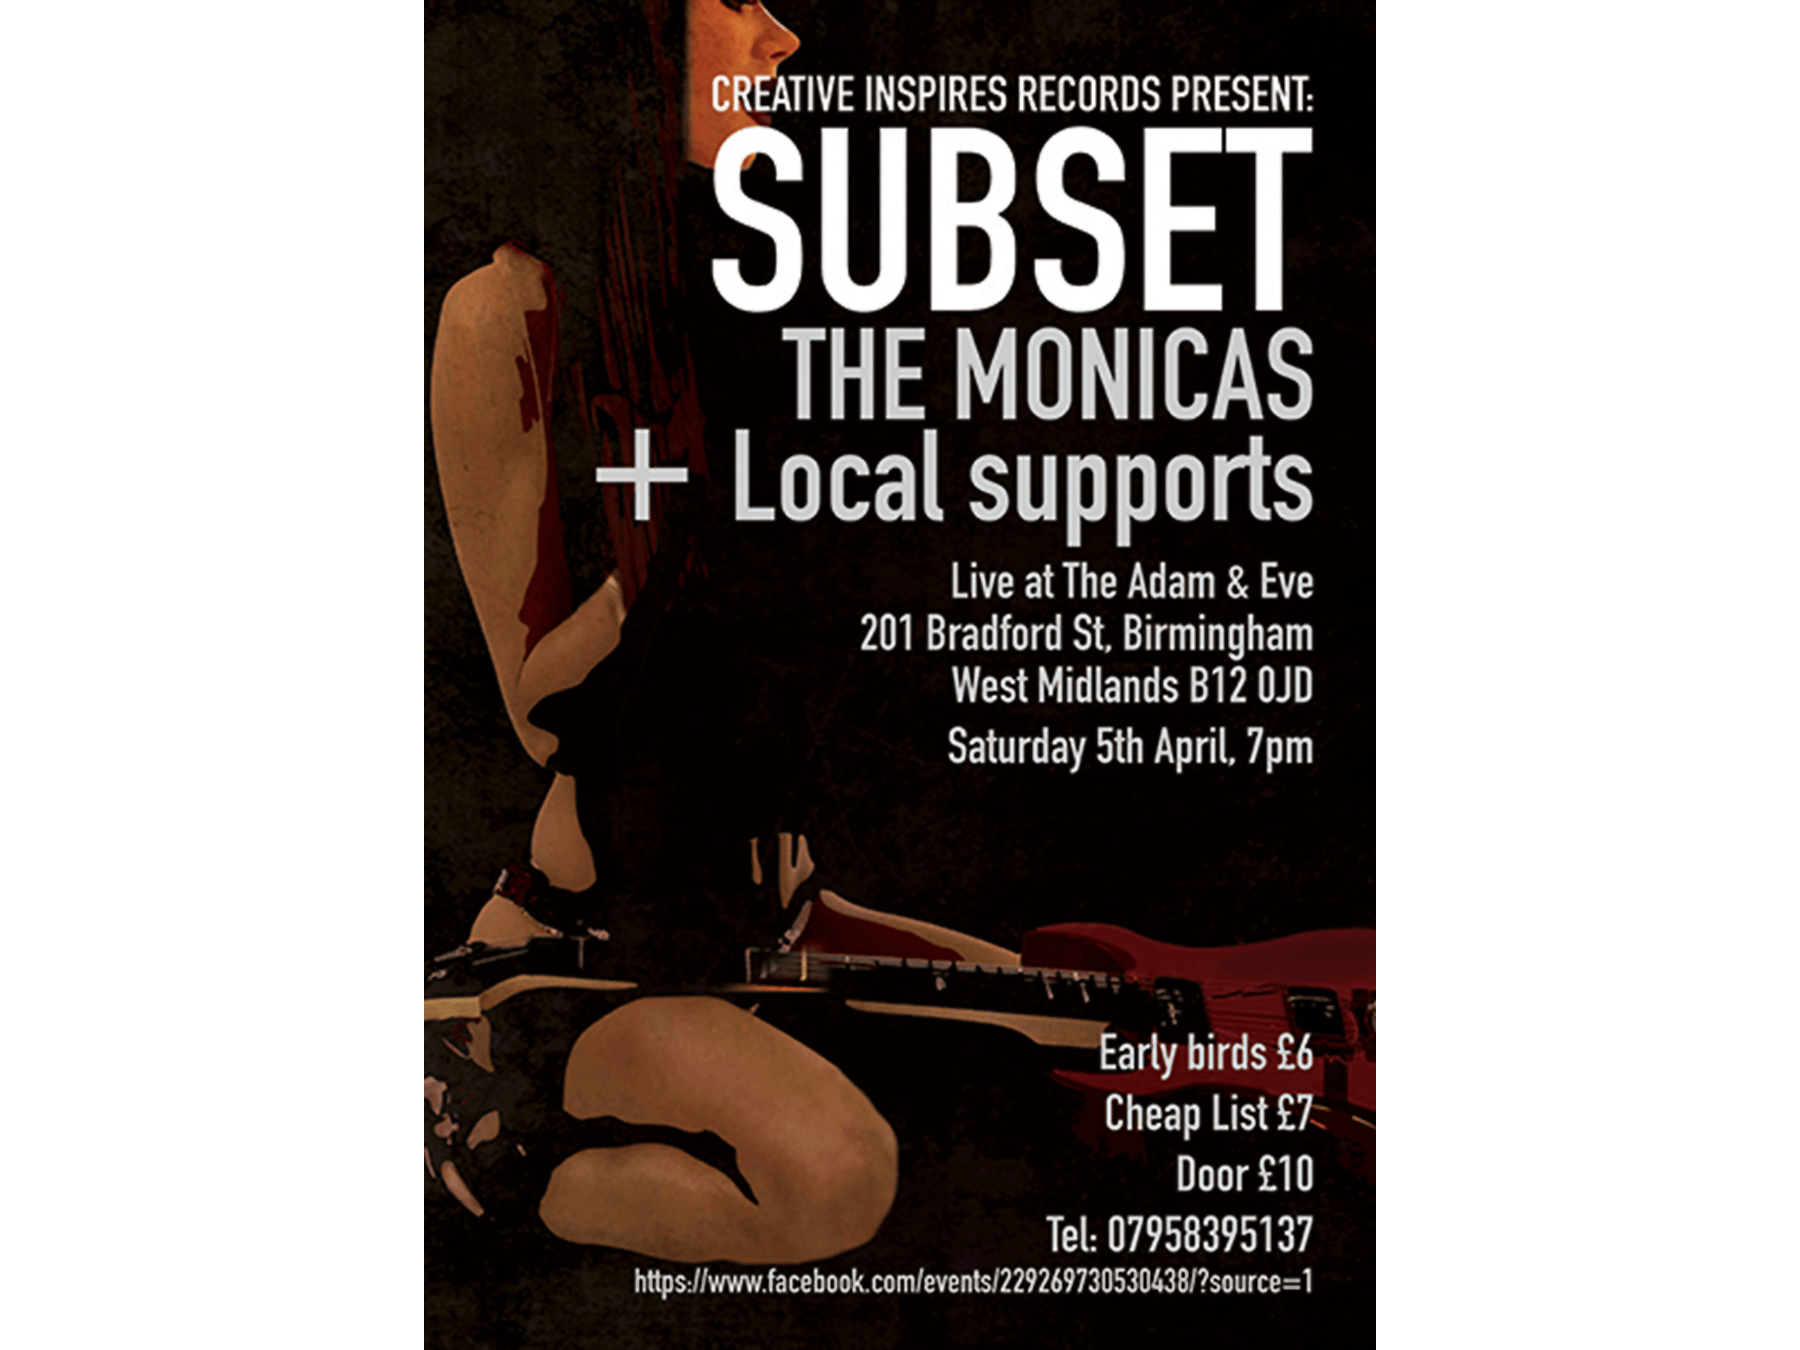 CREATIVE INSPIRES RECORDS PRESENT:
SUBSET
THE MONICAS
+ Local supports
Live at The Adam & Eve
201 Bradford St, Birmingham
West Midlands B12 0JD
Saturday 5th April, 7pm
Early birds £6
Cheap List £7
Door £10
Tel: 07958395137
https://www.facebook.com/events/229269730530438/?source=1